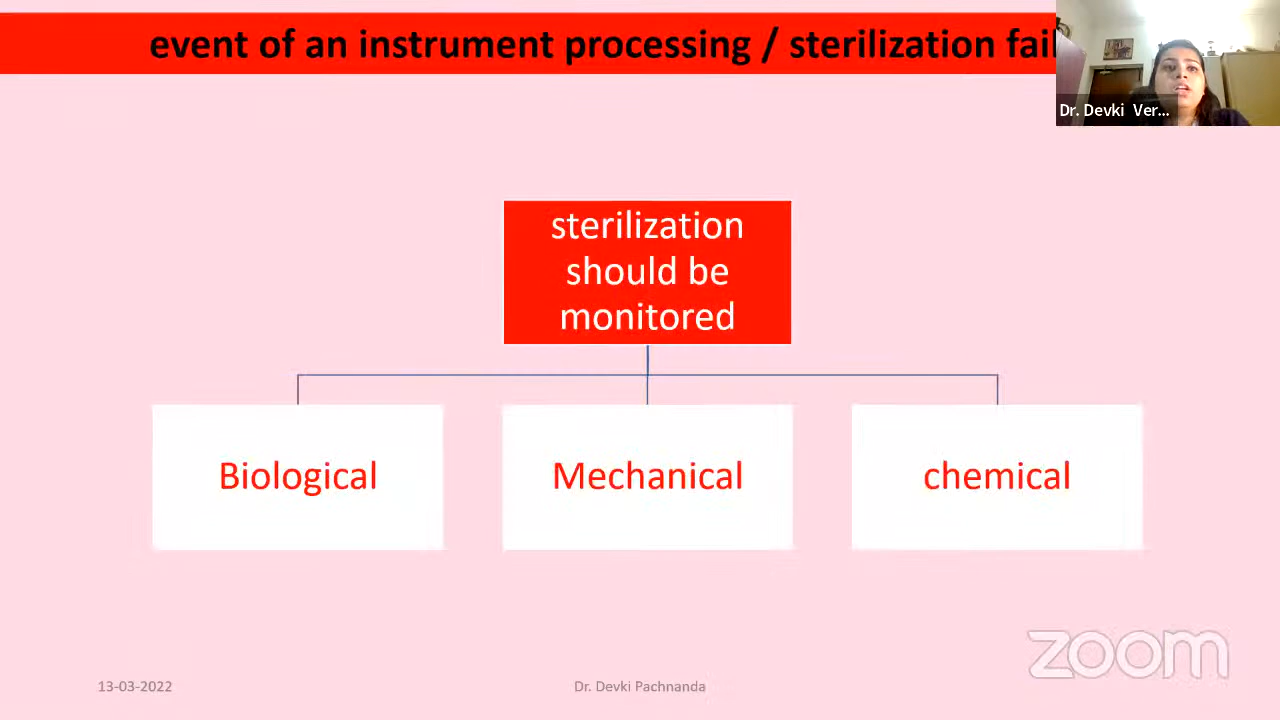 event of an instrument processing / sterilization fail
Dr. Devki Ver...
sterilization
should be
monitored
Biological
Mechanical
chemical
zoom
13-03-2022
Dr. Devki Pachnanda